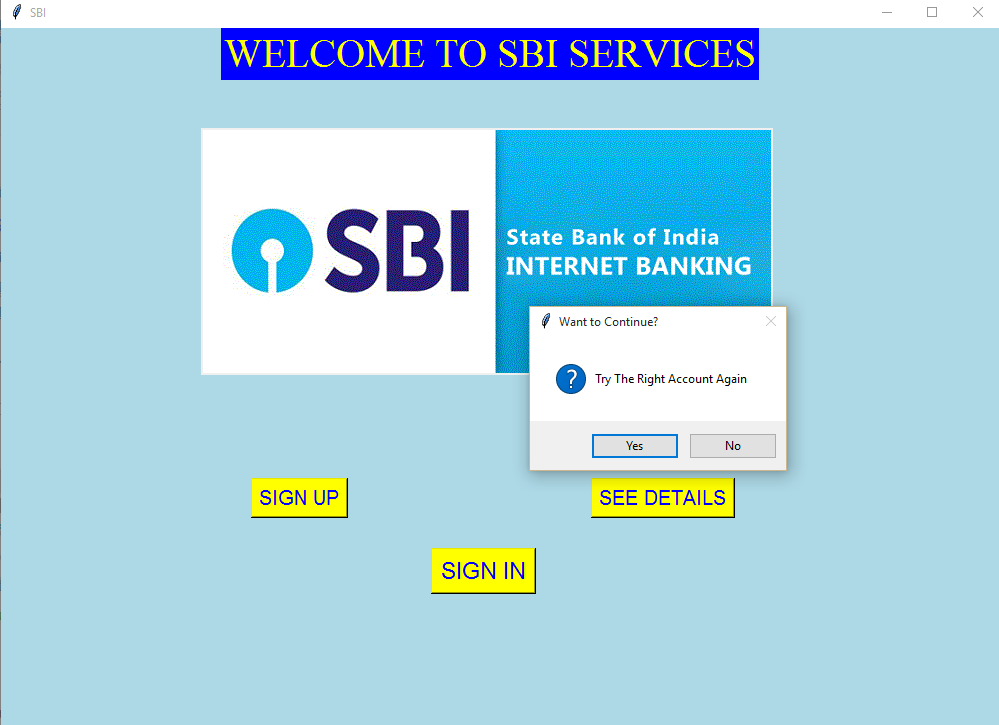 SBI
WELCOME TO SBI SERVICES
SBI
State Bank of India
INTERNET BANKING
Want to Continue?
Try The Right Account Again
Yes
No
SIGN UP
SEE DETAILS
SIGN IN